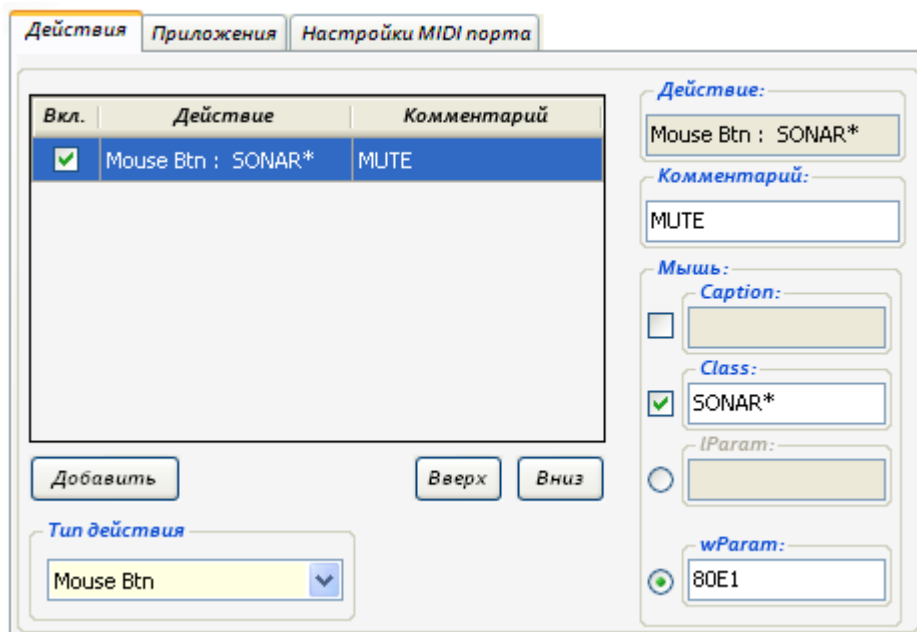 Действия Приложения Настройки MIDI порта
Вкл. Действие Комментарий
Mouse Btn : SONAR* MUTE
Добавить Вверх Вниз
Тип действия
Mouse Btn
Действие:
Mouse Btn : SONAR*
Комментарий:
MUTE
Мышь:
Caption:
Class:
SONAR*
lParam:
wParam:
80E1